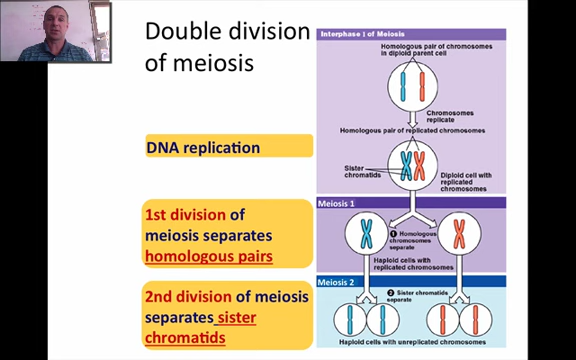 Double division
of meiosis
DNA replication
1st division of
meiosis separates
homologous pairs
2nd division of meiosis
separates sister
chromatids
Interphase I of Meiosis
Homologous pair of chromosomes
in diploid parent cell
Chromosomes
replicate
Homologous pair of replicated chromosomes
Sister
chromatids
Diploid cell with
replicated chromosomes
Meiosis 1
1 Homologous
chromosomes
separate
Haploid cells with
replicated chromosomes
Meiosis 2
2 Sister chromatids
separate
Haploid cells with unreplicated chromosomes